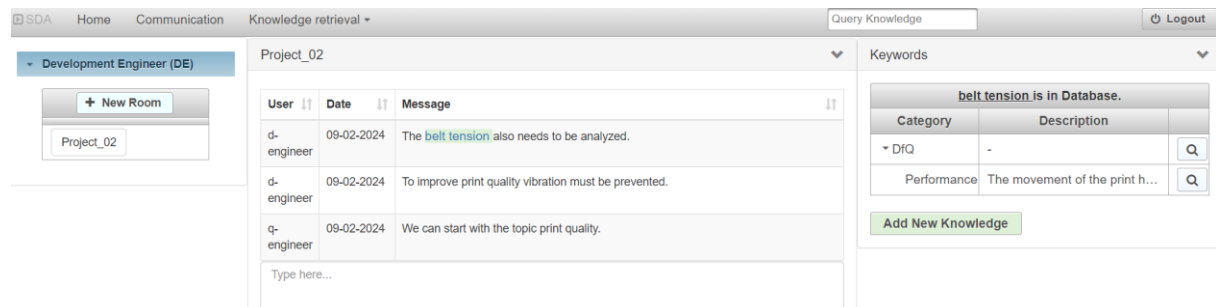 SDA Home Communication Knowledge retrieval Query Knowledge Logout
Development Engineer (DE)
+ New Room
Project_02
Project_02
User Date Message
d-engineer 09-02-2024 The belt tension also needs to be analyzed.
d-engineer 09-02-2024 To improve print quality vibration must be prevented.
q-engineer 09-02-2024 We can start with the topic print quality.
Type here...
Keywords
belt tension is in Database.
Category Description
DfQ -
Performance The movement of the print h...
Add New Knowledge